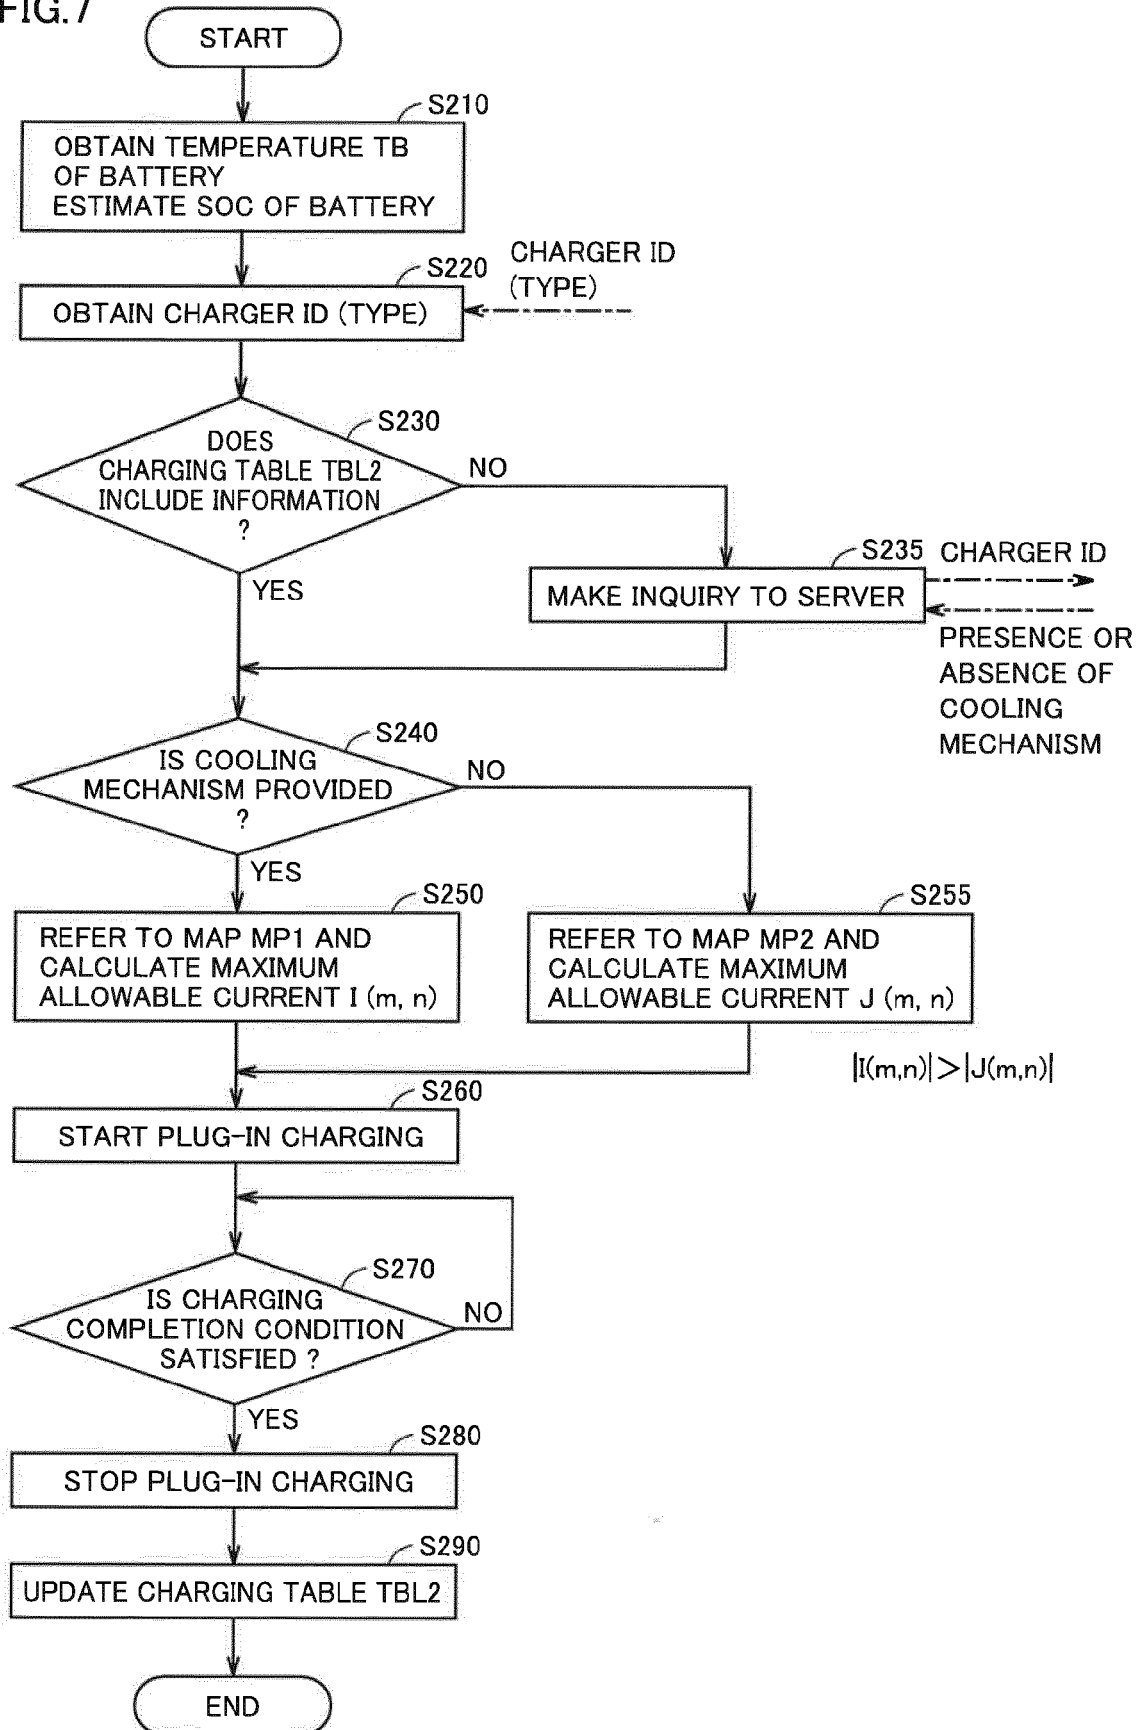 FIG.7
START
S210
OBTAIN TEMPERATURE TB
OF BATTERY
ESTIMATE SOC OF BATTERY
CHARGER ID
(TYPE)
S220
OBTAIN CHARGER ID (TYPE)
S230
DOES
CHARGING TABLE TBL2
INCLUDE INFORMATION
?
NO
YES
S235
MAKE INQUIRY TO SERVER
CHARGER ID
PRESENCE OR
ABSENCE OF
COOLING
MECHANISM
S240
IS COOLING
MECHANISM PROVIDED
?
NO
YES
S250
REFER TO MAP MP1 AND
CALCULATE MAXIMUM
ALLOWABLE CURRENT I (m, n)
S255
REFER TO MAP MP2 AND
CALCULATE MAXIMUM
ALLOWABLE CURRENT J (m, n)
|I(m,n)|>|J(m,n)|
S260
START PLUG-IN CHARGING
S270
IS CHARGING
COMPLETION CONDITION
SATISFIED ?
NO
YES
S280
STOP PLUG-IN CHARGING
S290
UPDATE CHARGING TABLE TBL2
END